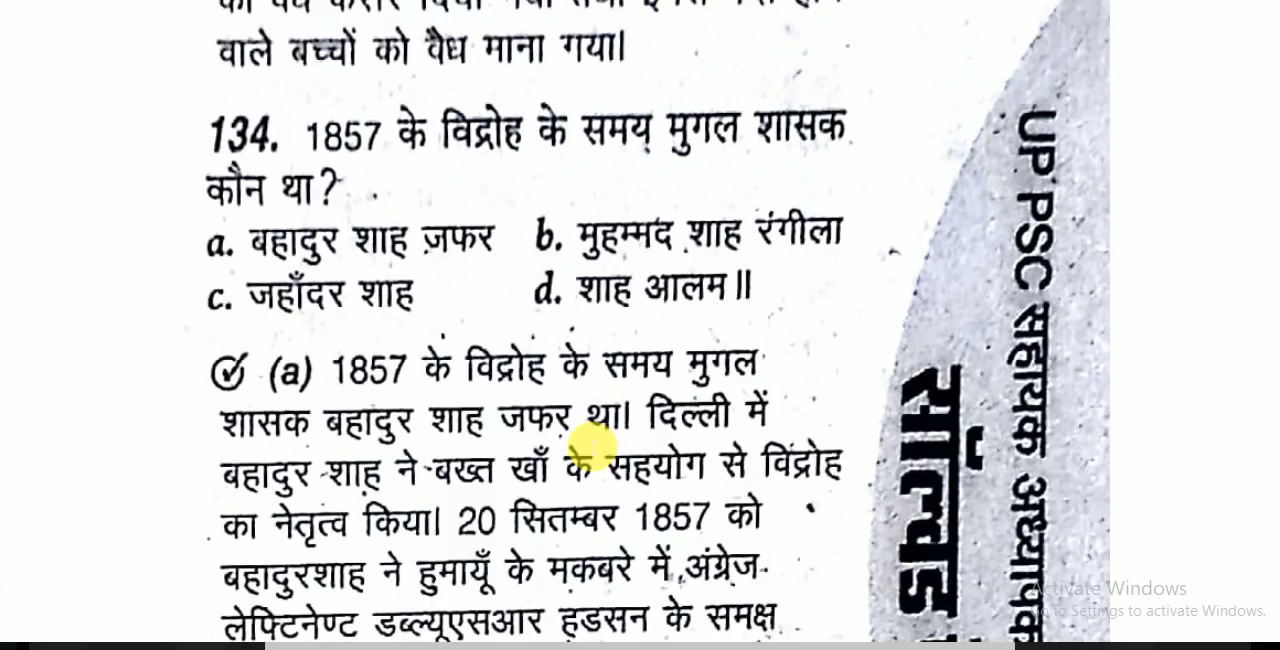 वाले बच्चों को वैध माना गया।
134. 1857 के विद्रोह के समय मुगल शासक
कौन था?
a. बहादुर शाह ज़फर b. मुहम्मद शाह रंगीला
c. जहाँदर शाह d. शाह आलम II
(a) 1857 के विद्रोह के समय मुगल
शासक बहादुर शाह जफर था। दिल्ली में
बहादुर शाह ने बख्त खाँ के सहयोग से विद्रोह
का नेतृत्व किया। 20 सितम्बर 1857 को
बहादुरशाह ने हुमायूँ के मकबरे में अंग्रेज
लेफ्टिनेण्ट डब्ल्यूएसआर हडसन के समक्ष
UP PSC सहायक अध्यापक
सॉल्वड
Activate Windows
Go to Settings to activate Windows.